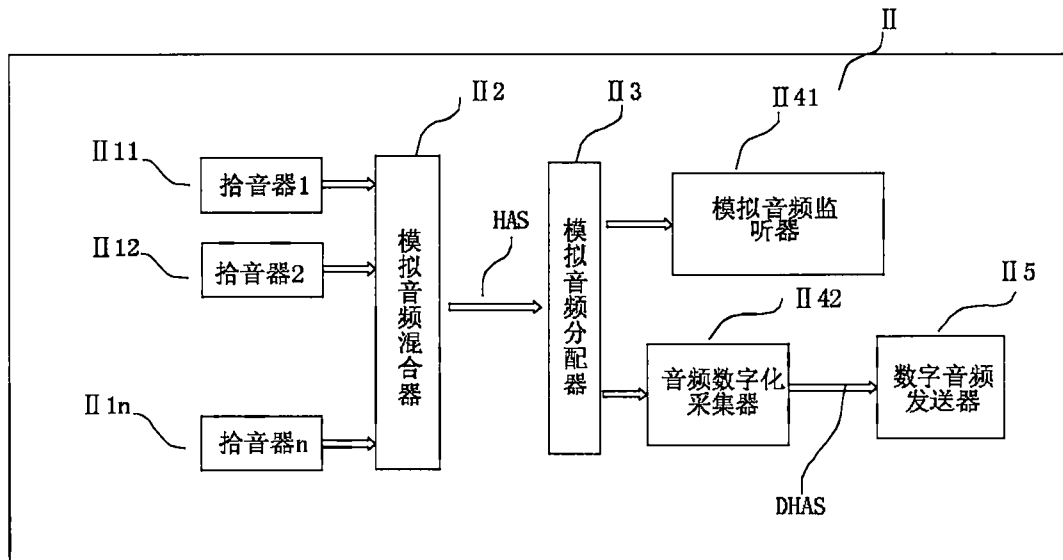 Ⅱ
Ⅱ2
Ⅱ3
Ⅱ41
Ⅱ11
拾音器1
Ⅱ12
拾音器2
Ⅱ1n
拾音器n
模拟音频混合器
HAS
模拟音频分配器
模拟音频监
听器
Ⅱ42
音频数字化
采集器
Ⅱ5
数字音频
发送器
DHAS